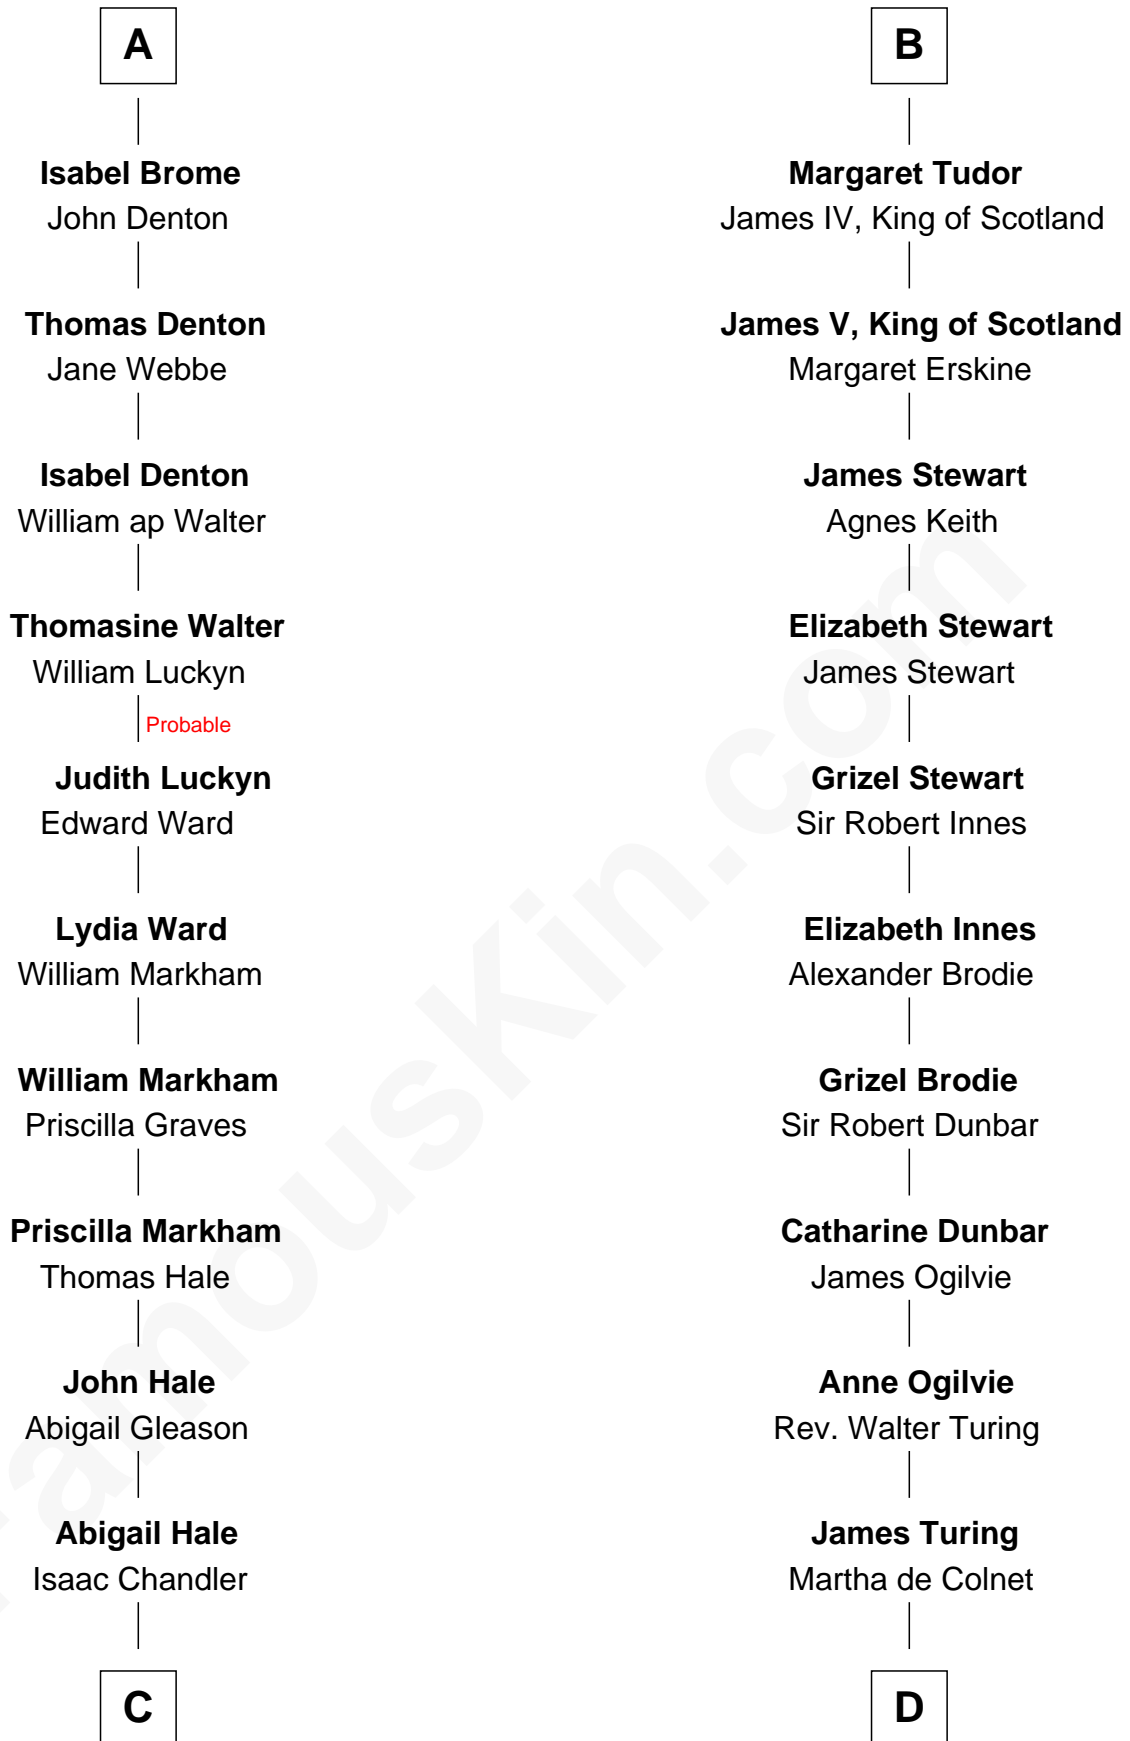 A
Isabel Brome
John Denton
Thomas Denton
Jane Webbe
Isabel Denton
William ap Walter
Thomasine Walter
William Luckyn
Probable
Judith Luckyn
Edward Ward
Lydia Ward
William Markham
William Markham
Priscilla Graves
Priscilla Markham
Thomas Hale
John Hale
Abigail Gleason
Abigail Hale
Isaac Chandler
C
B
Margaret Tudor
James IV, King of Scotland
James V, King of Scotland
Margaret Erskine
James Stewart
Agnes Keith
Elizabeth Stewart
James Stewart
Grizel Stewart
Sir Robert Innes
Elizabeth Innes
Alexander Brodie
Grizel Brodie
Sir Robert Dunbar
Catharine Dunbar
James Ogilvie
Anne Ogilvie
Rev. Walter Turing
James Turing
Martha de Colnet
D
FamousKin.com